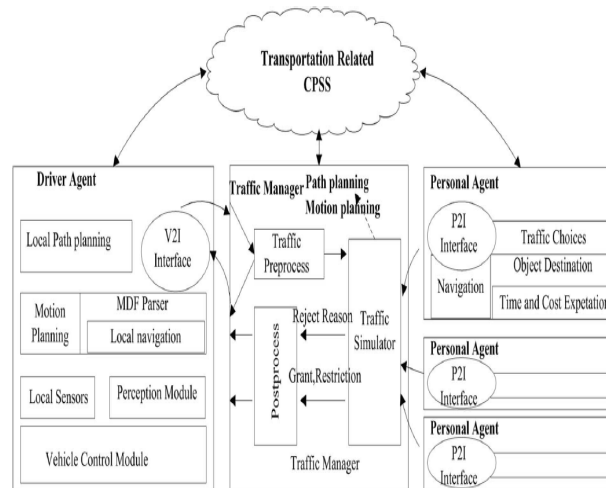 Transportation Related
CPSS
Driver Agent
Local Path planning
V2I
Interface
Motion
Planning
MDF Parser
Local navigation
Local Sensors
Perception Module
Vehicle Control Module
Traffic Manager
Path planning
Motion planning
Traffic
Preprocess
Postprocess
Reject Reason
Grant,Restriction
Traffic
Simulator
Traffic Manager
Personal Agent
P2I
Interface
Traffic Choices
Object Destination
Navigation
Time and Cost Expetation
Personal Agent
P2I
Interface
Personal Agent
P2I
Interface